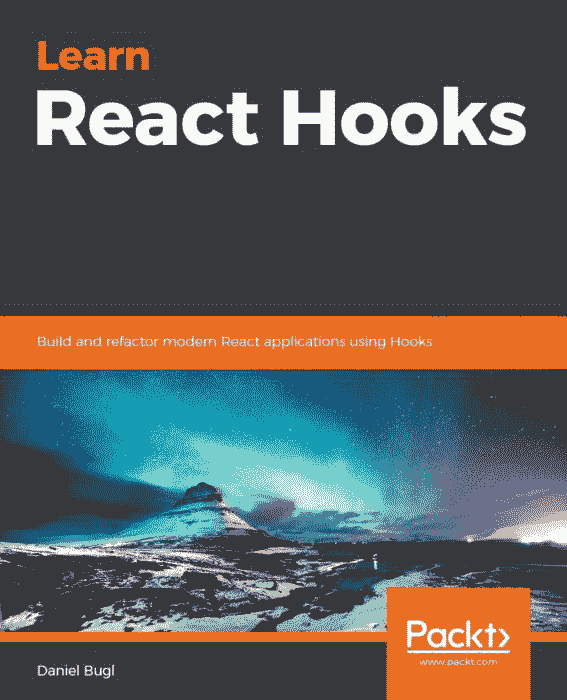 Learn
React Hooks
Build and refactor modern React applications using Hooks
Packt>
www.packt.com
Daniel Bugl